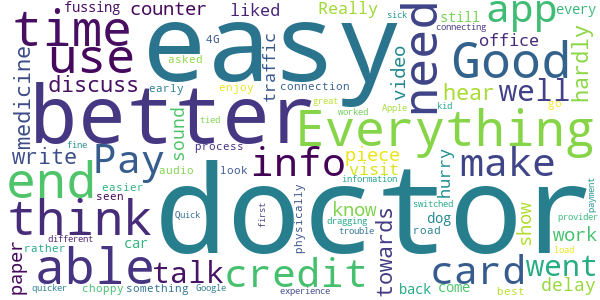 fussing counter liked Really still app every
time easy 4G traffic video need office hardly
use asked sick connecting Good
medicine discuss early enjoy connection hear well
better great Apple kid go
sound tied worked Everything
write fine Pay process info piece make
end audio look visit hurry
easier information switched
think seen Quick doctor know dog show work
rather different car first physically dragging trouble towards road provider payment
paper able talk credit card went
quicker choppy something Google experience back come best load delay